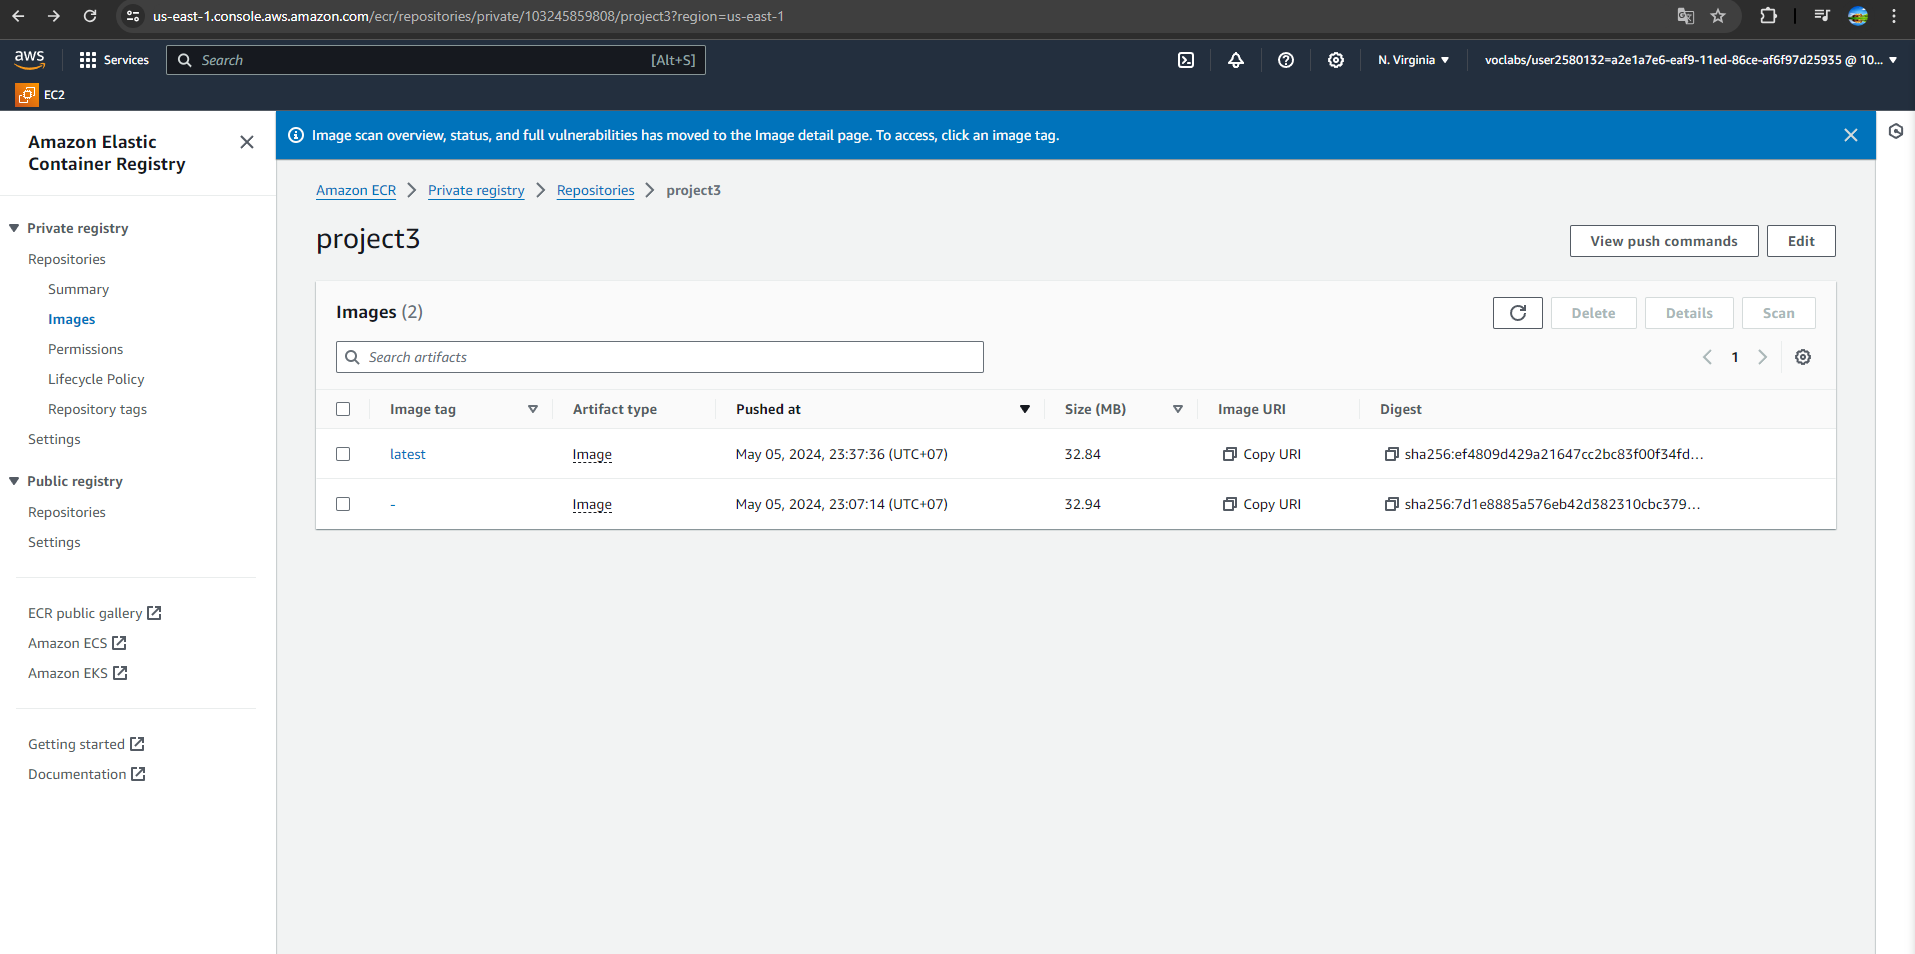 us-east-1.console.aws.amazon.com/ecr/repositories/private/103245859808/project3?region=us-east-1
aws Services Search [Alt+S] N. Virginia voclabs/user2580132=a2e1a7e6-eaf9-11ed-86ce-af6f97d25935 @ 10...
EC2
Amazon Elastic
Container Registry
Private registry
Repositories
Summary
Images
Permissions
Lifecycle Policy
Repository tags
Settings
Public registry
Repositories
Settings
ECR public gallery
Amazon ECS
Amazon EKS
Getting started
Documentation
Image scan overview, status, and full vulnerabilities has moved to the Image detail page. To access, click an image tag.
Amazon ECR > Private registry > Repositories > project3
project3
View push commands Edit
Images (2)
Delete Details Scan
Search artifacts
1
Image tag Artifact type Pushed at Size (MB) Image URI Digest
latest Image May 05, 2024, 23:37:36 (UTC+07) 32.84 Copy URI sha256:ef4809d429a21647cc2bc83f00f34fd...
- Image May 05, 2024, 23:07:14 (UTC+07) 32.94 Copy URI sha256:7d1e8885a576eb42d382310cbc379...